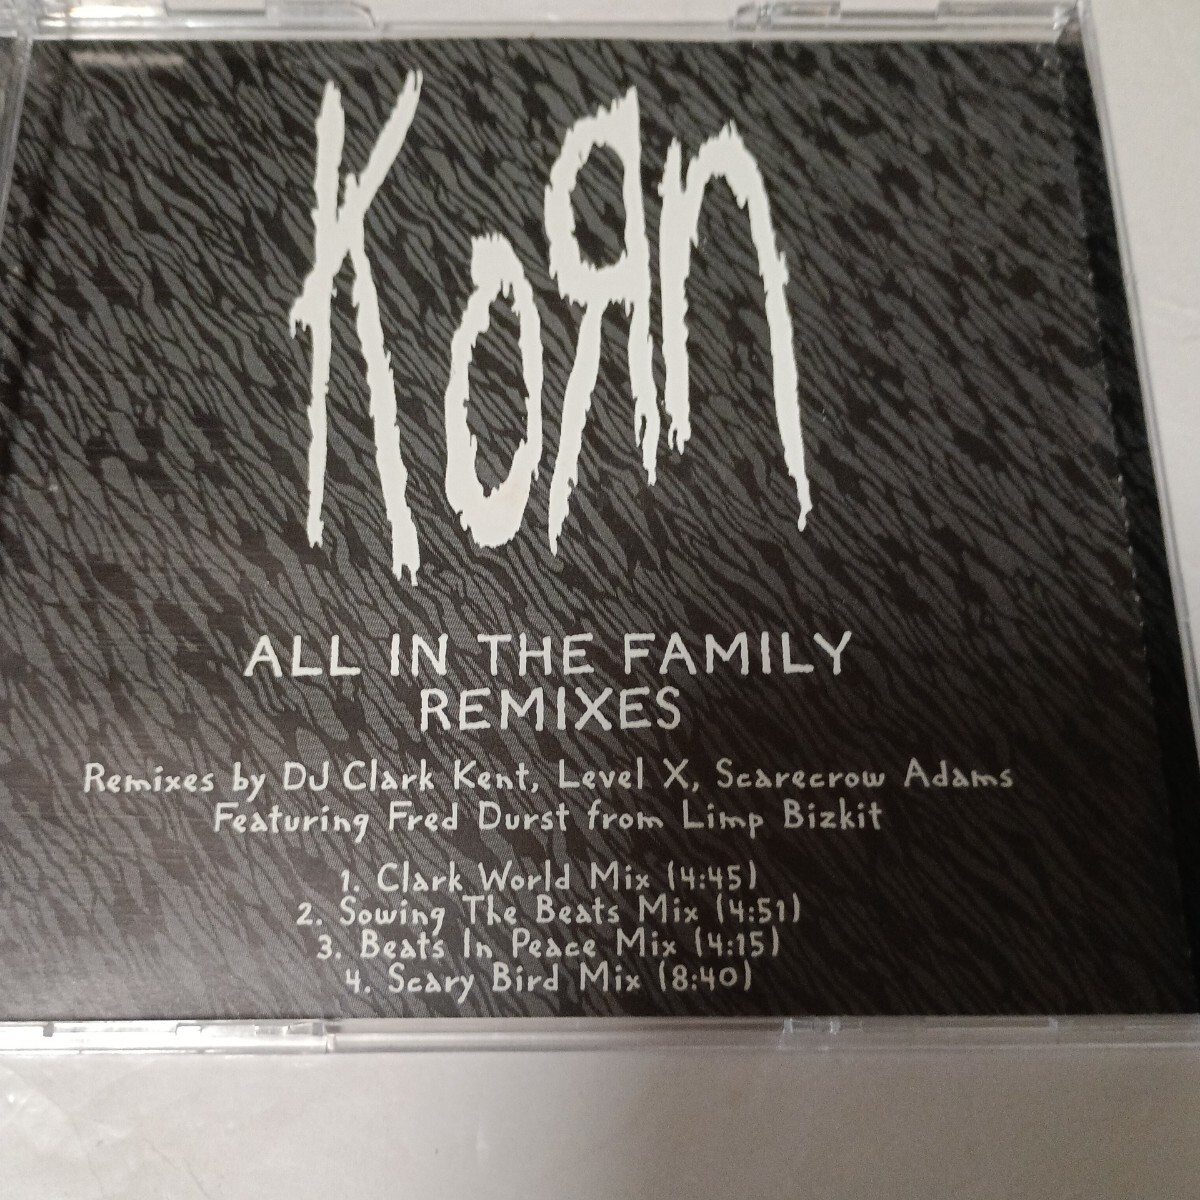 KoЯn
ALL IN THE FAMILY
REMIXES
Remixes by DJ Clark Kent, Level X, Scarecrow Adams
Featuring Fred Durst from Limp Bizkit
1. Clark World Mix (4:45)
2. Sowing The Beats Mix (4:51)
3. Beats In Peace Mix (4:15)
4. Scary Bird Mix (8:40)